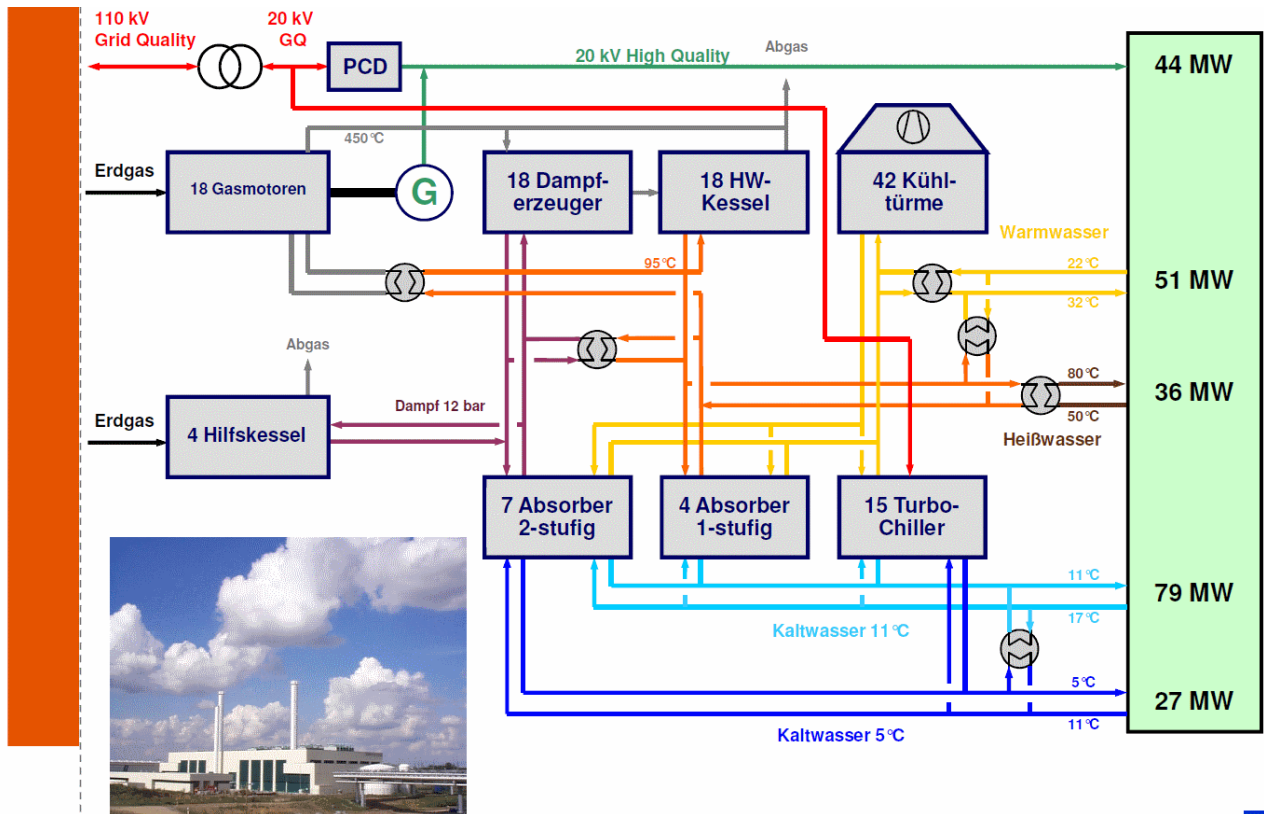 110 kV
Grid Quality
20 kV
GQ
PCD
20 kV High Quality
Abgas
44 MW
450°C
Erdgas
18 Gasmotoren
G
18 Dampf-
erzeuger
18 HW-
Kessel
42 Kühl-
türme
Warmwasser
95°C
22°C
51 MW
32°C
Abgas
80°C
36 MW
50°C
Dampf 12 bar
Erdgas
4 Hilfskessel
Heißwasser
7 Absorber
2-stufig
4 Absorber
1-stufig
15 Turbo-
Chiller
11°C
79 MW
17°C
Kaltwasser 11°C
5°C
27 MW
11°C
Kaltwasser 5°C